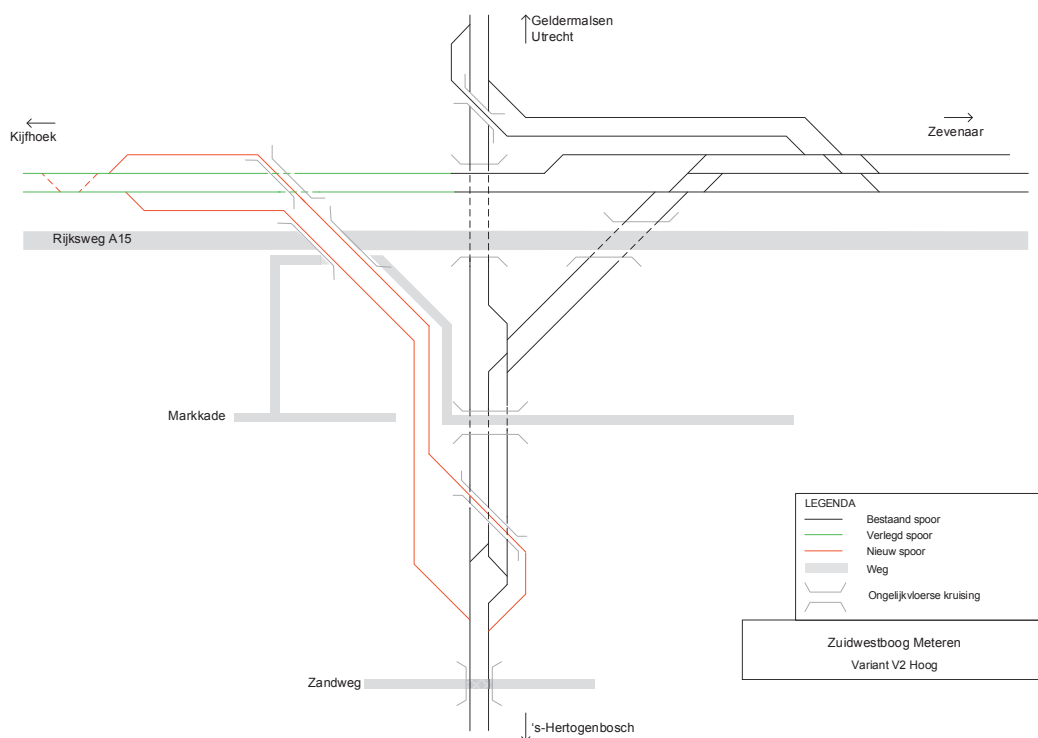 Geldermalsen
Utrecht
Kijfhoek
Zevenaar
Rijksweg A15
Markkade
LEGENDA
Bestaand spoor
Verlegd spoor
Nieuw spoor
Weg
Ongelijkvloerse kruising
Zuidwestboog Meteren
Variant V2 Hoog
Zandweg
's-Hertogenbosch